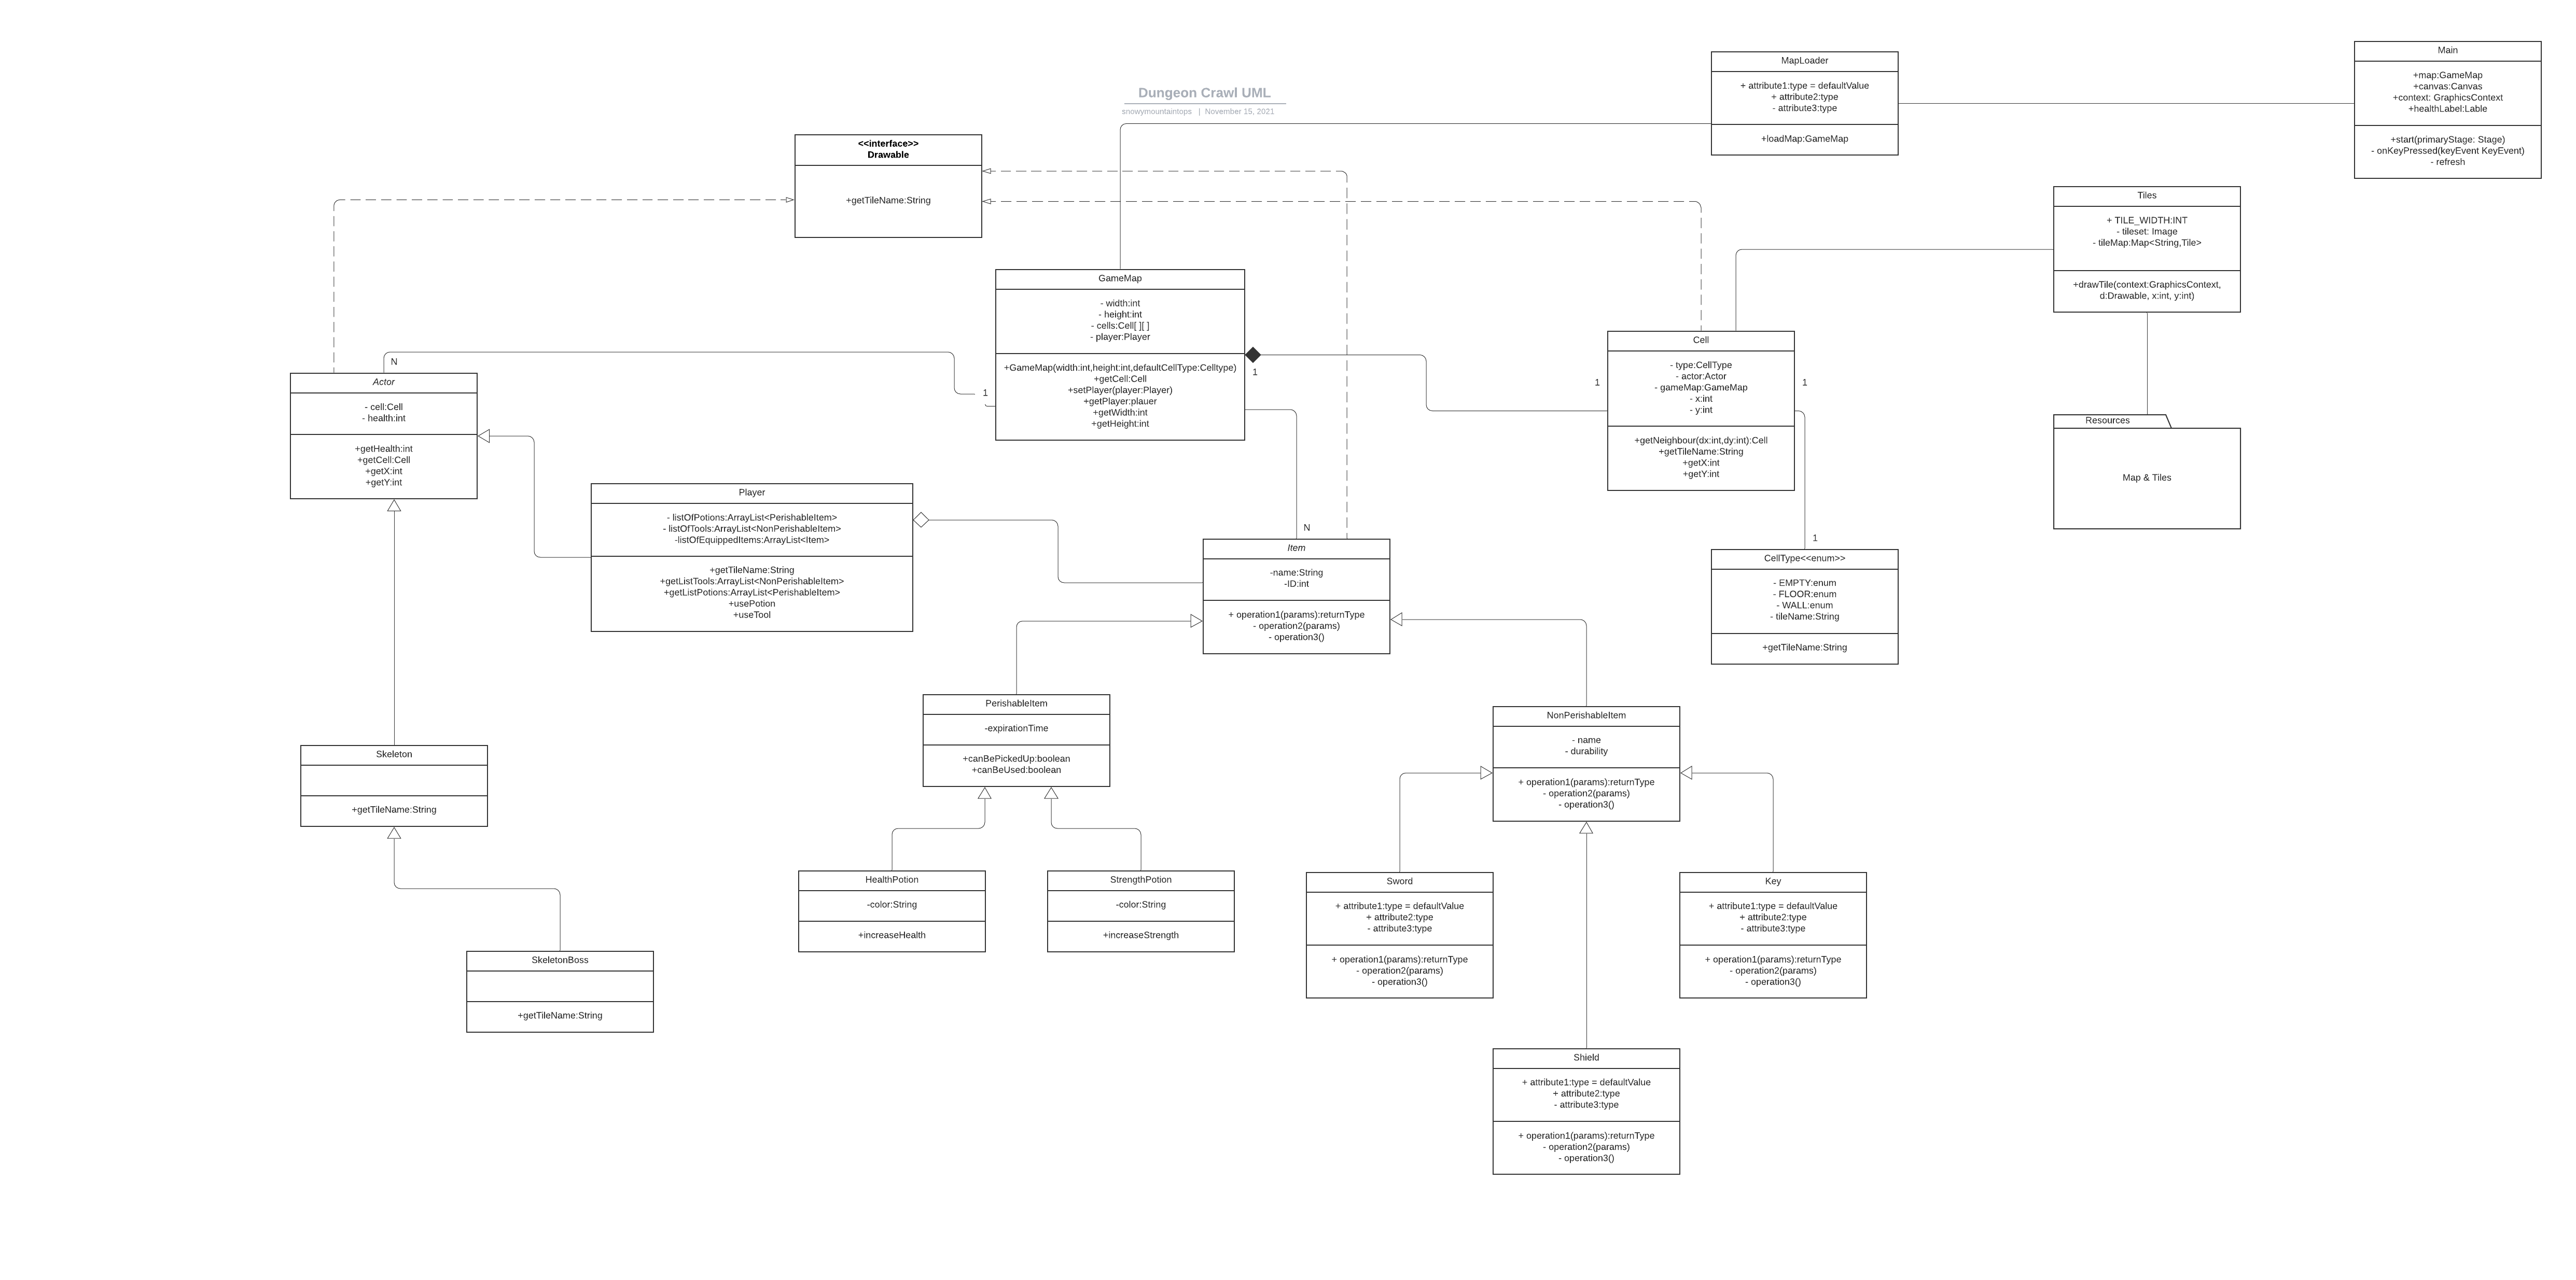 Dungeon Crawl UML
snowymountaintops | November 15, 2021
MapLoader
+ attribute1:type = defaultValue
+ attribute2:type
- attribute3:type
+loadMap:GameMap
Main
+map:GameMap
+canvas:Canvas
+context: GraphicsContext
+healthLabel:Lable
+start(primaryStage: Stage)
- onKeyPressed(keyEvent KeyEvent)
- refresh
<<interface>>
Drawable
+getTileName:String
Tiles
+ TILE_WIDTH:INT
- tileset: Image
- tileMap:Map<String,Tile>
+drawTile(context:GraphicsContext,
d:Drawable, x:int, y:int)
GameMap
- width:int
- height:int
- cells:Cell[ ][ ]
- player:Player
+GameMap(width:int,height:int,defaultCellType:Celltype)
+getCell:Cell
+setPlayer(player:Player)
+getPlayer:plauer
+getWidth:int
+getHeight:int
1
1
N
Cell
- type:CellType
- actor:Actor
- gameMap:GameMap
- x:int
- y:int
+getNeighbour(dx:int,dy:int):Cell
+getTileName:String
+getX:int
+getY:int
1
1
N
Actor
- cell:Cell
- health:int
+getHealth:int
+getCell:Cell
+getX:int
+getY:int
Resources
Map & Tiles
Player
- listOfPotions:ArrayList<PerishableItem>
- listOfTools:ArrayList<NonPerishableItem>
-listOfEquippedItems:ArrayList<Item>
+getTileName:String
+getListTools:ArrayList<NonPerishableItem>
+getListPotions:ArrayList<PerishableItem>
+usePotion
+useTool
Item
-name:String
-ID:int
+ operation1(params):returnType
- operation2(params)
- operation3()
1
CellType<<enum>>
- EMPTY:enum
- FLOOR:enum
- WALL:enum
- tileName:String
+getTileName:String
PerishableItem
-expirationTime
+canBePickedUp:boolean
+canBeUsed:boolean
NonPerishableItem
- name
- durability
+ operation1(params):returnType
- operation2(params)
- operation3()
Skeleton
+getTileName:String
HealthPotion
-color:String
+increaseHealth
StrengthPotion
-color:String
+increaseStrength
Sword
+ attribute1:type = defaultValue
+ attribute2:type
- attribute3:type
+ operation1(params):returnType
- operation2(params)
- operation3()
Key
+ attribute1:type = defaultValue
+ attribute2:type
- attribute3:type
+ operation1(params):returnType
- operation2(params)
- operation3()
SkeletonBoss
+getTileName:String
Shield
+ attribute1:type = defaultValue
+ attribute2:type
- attribute3:type
+ operation1(params):returnType
- operation2(params)
- operation3()